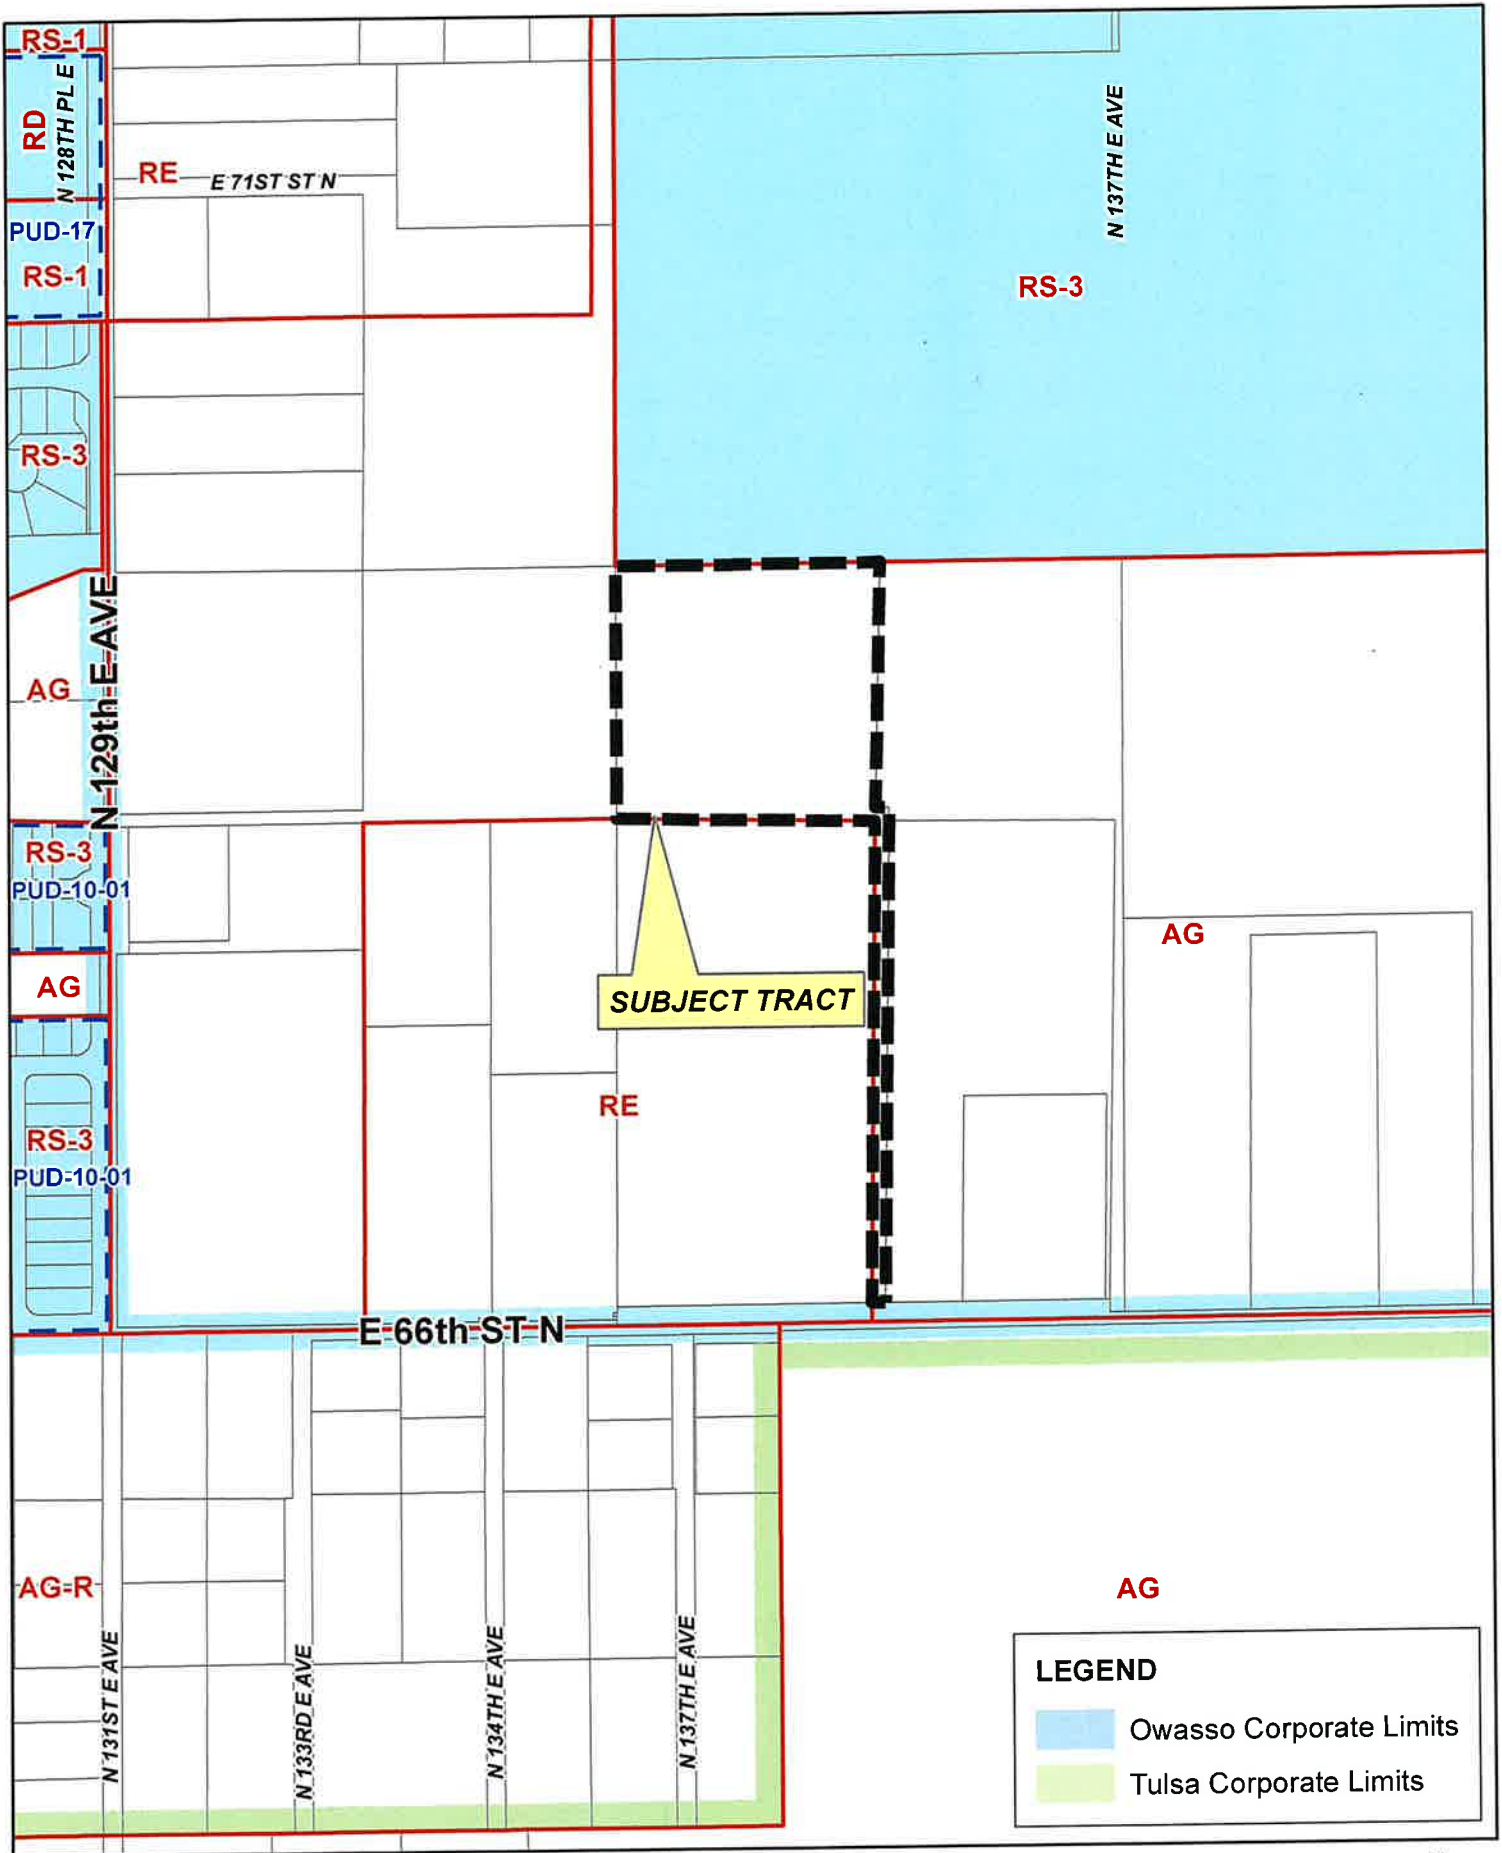 RS-1
RD
N 128TH PL E
PUD-17
RS-1
RE
E 71ST ST N
N 137TH E AVE
RS-3
RS-3
N 129th E AVE
AG
RS-3
PUD-10-01
AG
SUBJECT TRACT
AG
RE
RS-3
PUD-10-01
E 66th ST N
AG-R
N 131ST E AVE
N 133RD E AVE
N 134TH E AVE
N 137TH E AVE
AG
LEGEND
Owasso Corporate Limits
Tulsa Corporate Limits